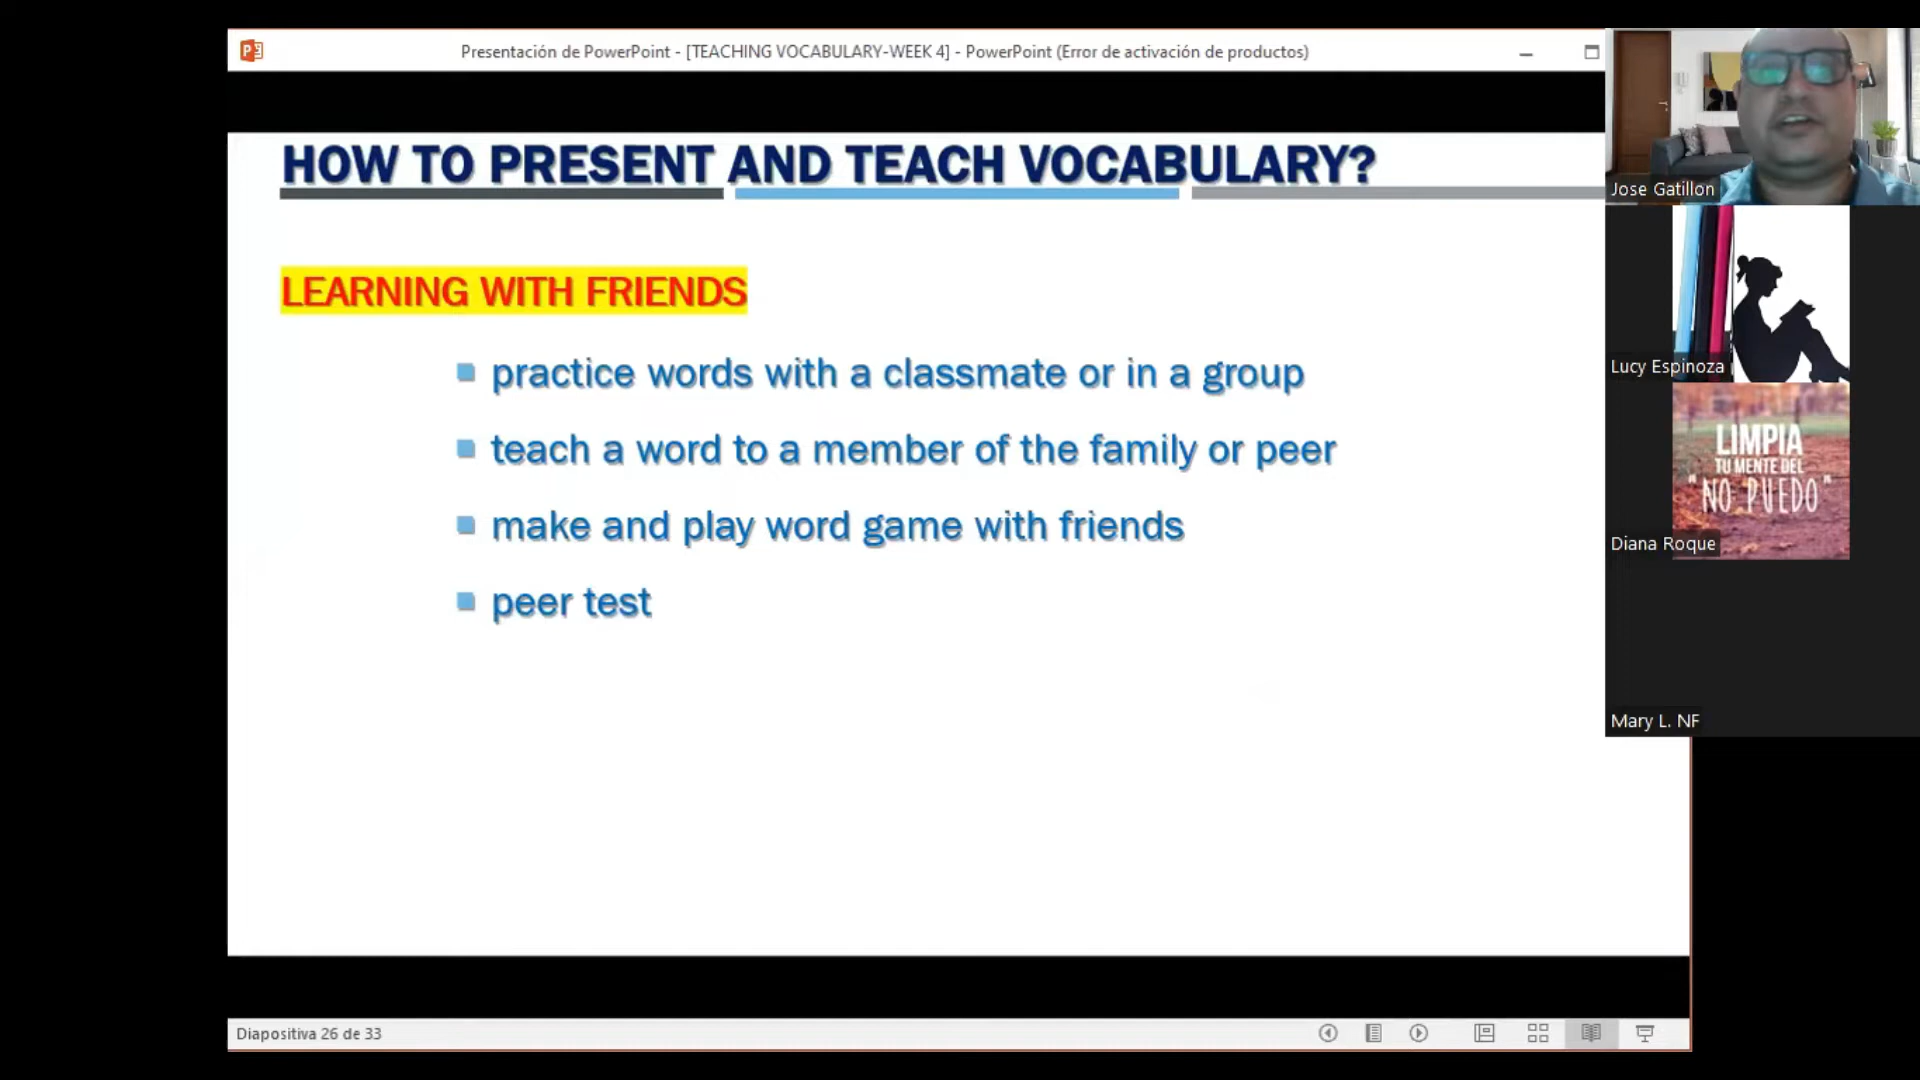 Presentación de PowerPoint - [TEACHING VOCABULARY-WEEK 4] - PowerPoint (Error de activación de productos)
HOW TO PRESENT AND TEACH VOCABULARY?
LEARNING WITH FRIENDS
practice words with a classmate or in a group
teach a word to a member of the family or peer
make and play word game with friends
peer test
Diapositiva 26 de 33
Jose Gatillon
Lucy Espinoza
LIMPIA
TU MENTE DEL
"NO PUEDO"
Diana Roque
Mary L. NF